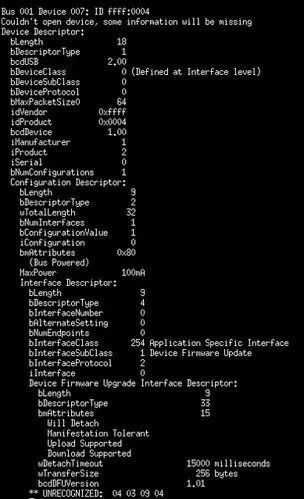 Bus 001 Device 007: ID ffff:0004
Couldn't open device, some information will be missing
Device Descriptor:
bLength 18
bDescriptorType 1
bcdUSB 2.00
bDeviceClass 0 (Defined at Interface level)
bDeviceSubClass 0
bDeviceProtocol 0
bMaxPacketSize0 64
idVendor 0xffff
idProduct 0x0004
bcdDevice 1.00
iManufacturer 1
iProduct 2
iSerial 0
bNumConfigurations 1
Configuration Descriptor:
bLength 9
bDescriptorType 2
wTotalLength 32
bNumInterfaces 1
bConfigurationValue 1
iConfiguration 0
bmAttributes 0x80
(Bus Powered)
MaxPower 100mA
Interface Descriptor:
bLength 9
bDescriptorType 4
bInterfaceNumber 0
bAlternateSetting 0
bNumEndpoints 0
bInterfaceClass 254 Application Specific Interface
bInterfaceSubClass 1 Device Firmware Update
bInterfaceProtocol 2
iInterface 0
Device Firmware Upgrade Interface Descriptor:
bLength 9
bDescriptorType 33
bmAttributes 15
Will Detach
Manifestation Tolerant
Upload Supported
Download Supported
wDetachTimeout 15000 milliseconds
wTransferSize 256 bytes
bcdDFUVersion 1.01
** UNRECOGNIZED: 04 03 09 04